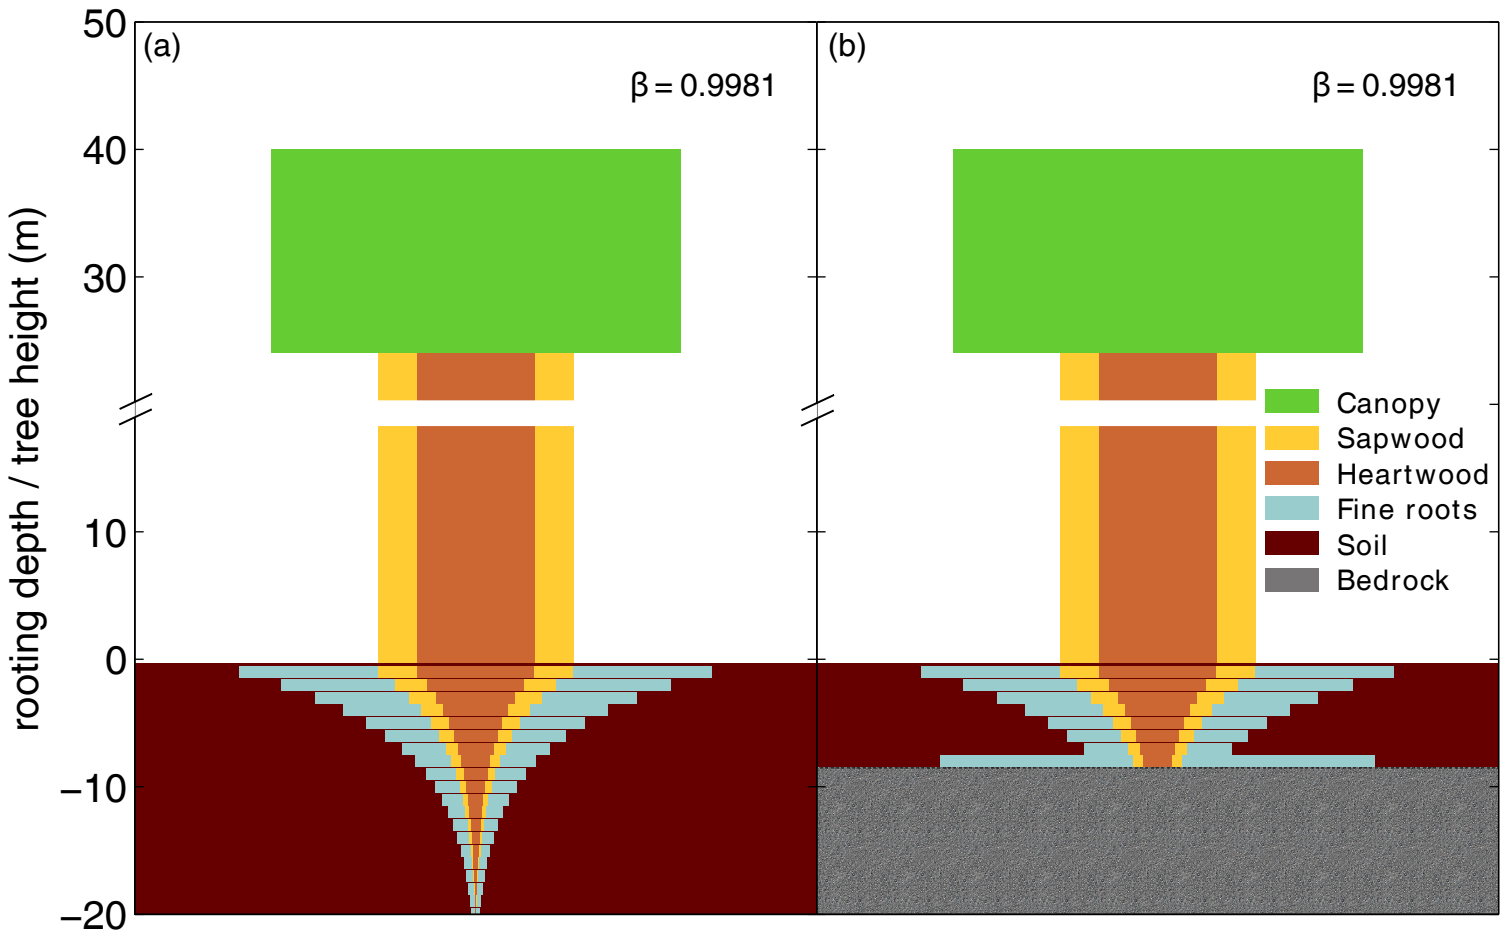 rooting depth / tree height (m)
50
40
30
10
0
−10
−20
(a)
β = 0.9981
(b)
β = 0.9981
Canopy
Sapwood
Heartwood
Fine roots
Soil
Bedrock